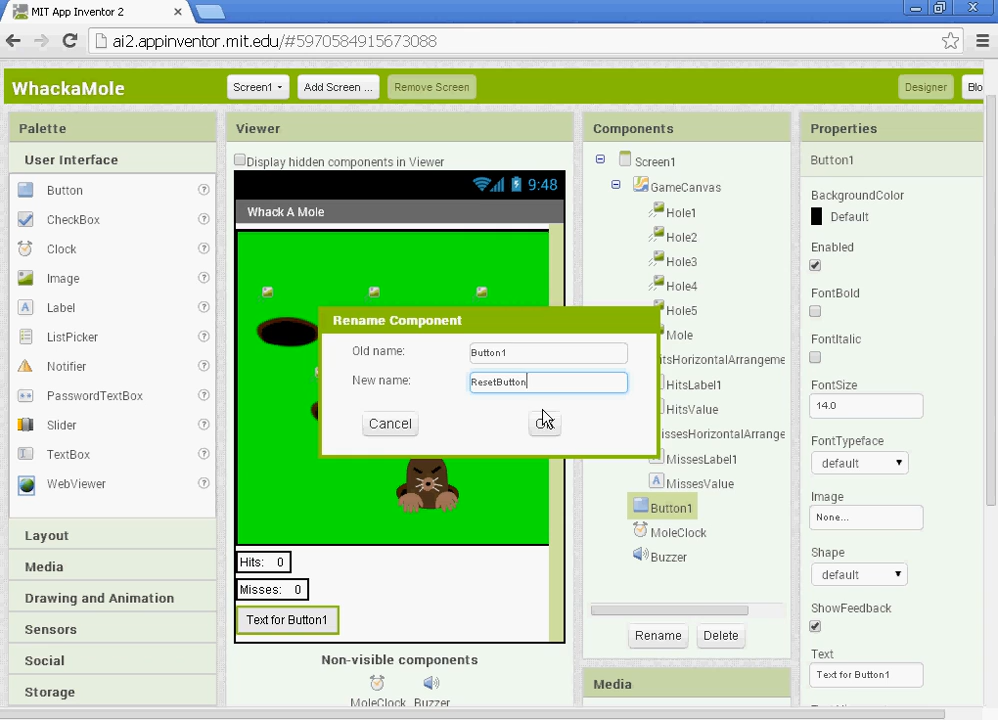 MIT App Inventor 2
ai2.appinventor.mit.edu/#5970584915673088
WhackaMole
Screen1
Add Screen ...
Remove Screen
Designer
Blo
Palette
User Interface
Button
CheckBox
Clock
Image
Label
ListPicker
Notifier
PasswordTextBox
Slider
TextBox
WebViewer
Layout
Media
Drawing and Animation
Sensors
Social
Storage
Viewer
Display hidden components in Viewer
9:48
Whack A Mole
Rename Component
Old name:
Button1
New name:
ResetButton
Cancel
Hits: 0
Misses: 0
Text for Button1
Non-visible components
MoleClock Buzzer
Components
Screen1
GameCanvas
Hole1
Hole2
Hole3
Hole4
Hole5
Mole
itsHorizontalArrangeme
HitsLabel1
HitsValue
issesHorizontalArrange
MissesLabel1
MissesValue
Button1
MoleClock
Buzzer
Rename
Delete
Media
Properties
Button1
BackgroundColor
Default
Enabled
FontBold
FontItalic
FontSize
14.0
FontTypeface
default
Image
None...
Shape
default
ShowFeedback
Text
Text for Button1